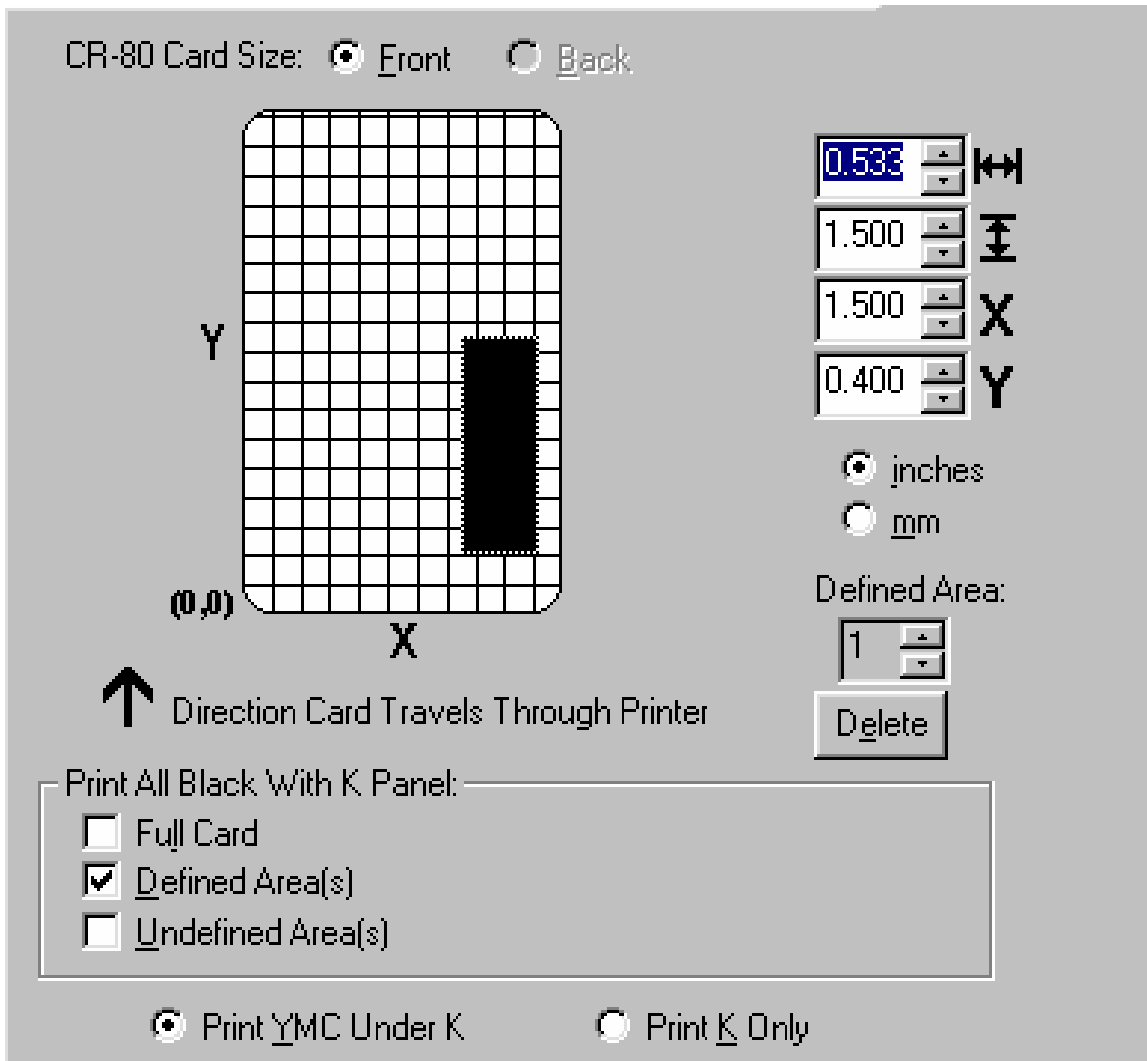 CR-80 Card Size: Front Back
0.533
1.500
1.500 X
0.400 Y
Y
inches
mm
(0,0)
X
Defined Area:
1
Direction Card Travels Through Printer
Delete
Print All Black With K Panel:
Full Card
Defined Area(s)
Undefined Area(s)
Print YMC Under K Print K Only